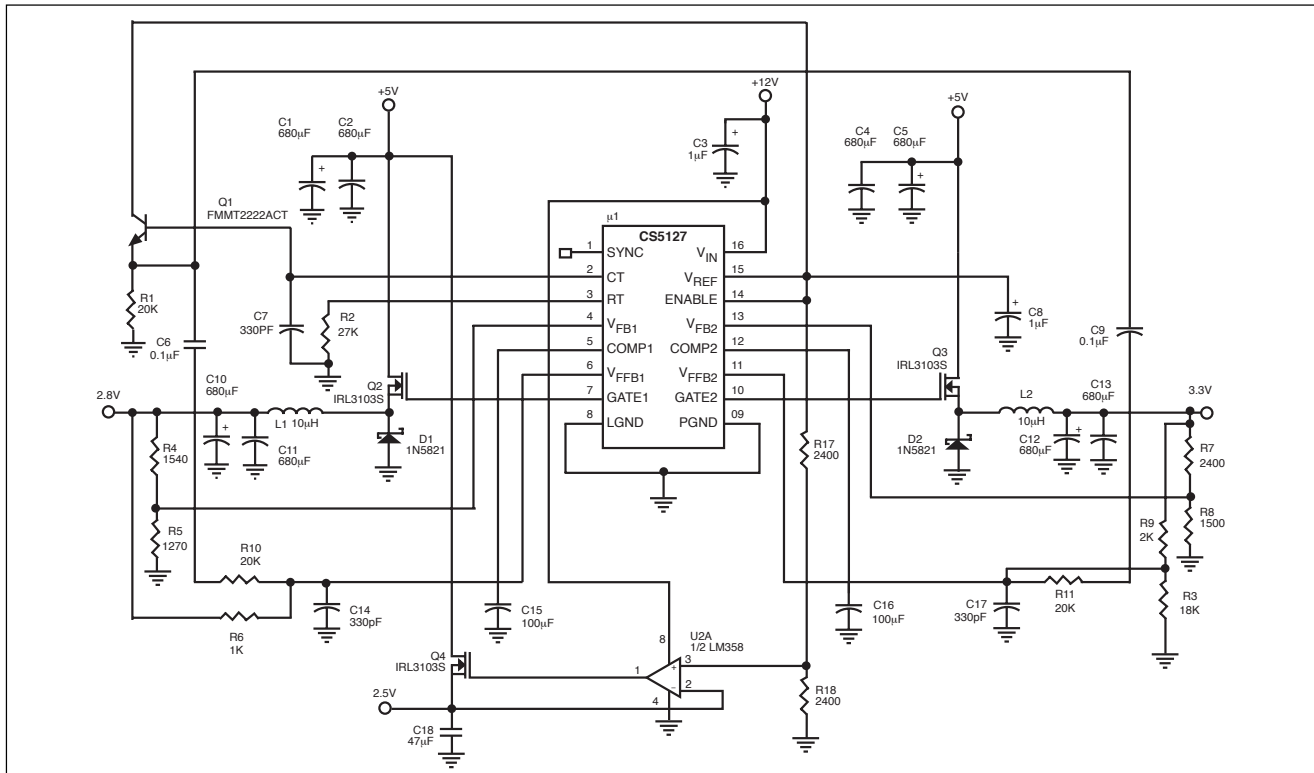 +12V
+5V
+5V
C1
680µF
C2
680µF
C3
1µF
+
C4
680µF
C5
680µF
+
+
Q1
FMMT2222ACT
µ1
CS5127
1
SYNC
VIN
16
2
CT
VREF
15
3
RT
ENABLE
14
4
VFB1
VFB2
13
5
COMP1
COMP2
12
6
VFFB1
VFFB2
11
7
GATE1
GATE2
10
8
LGND
PGND
09
R1
20K
C6
0.1µF
C7
330PF
R2
27K
+
C8
1µF
C9
0.1µF
Q2
IRL3103S
Q3
IRL3103S
2.8V
C10
680µF
+
L1
10µH
C11
680µF
D1
1N5821
R4
1540
R5
1270
R17
2400
L2
10µH
D2
1N5821
C12
680µF
+
C13
680µF
3.3V
R7
2400
R8
1500
R9
2K
R3
18K
R10
20K
R6
1K
C14
330pF
C15
100µF
C16
100µF
C17
330pF
R11
20K
Q4
IRL3103S
U2A
1/2 LM358
8
3
+
1
2
–
4
2.5V
C18
47µF
R18
2400